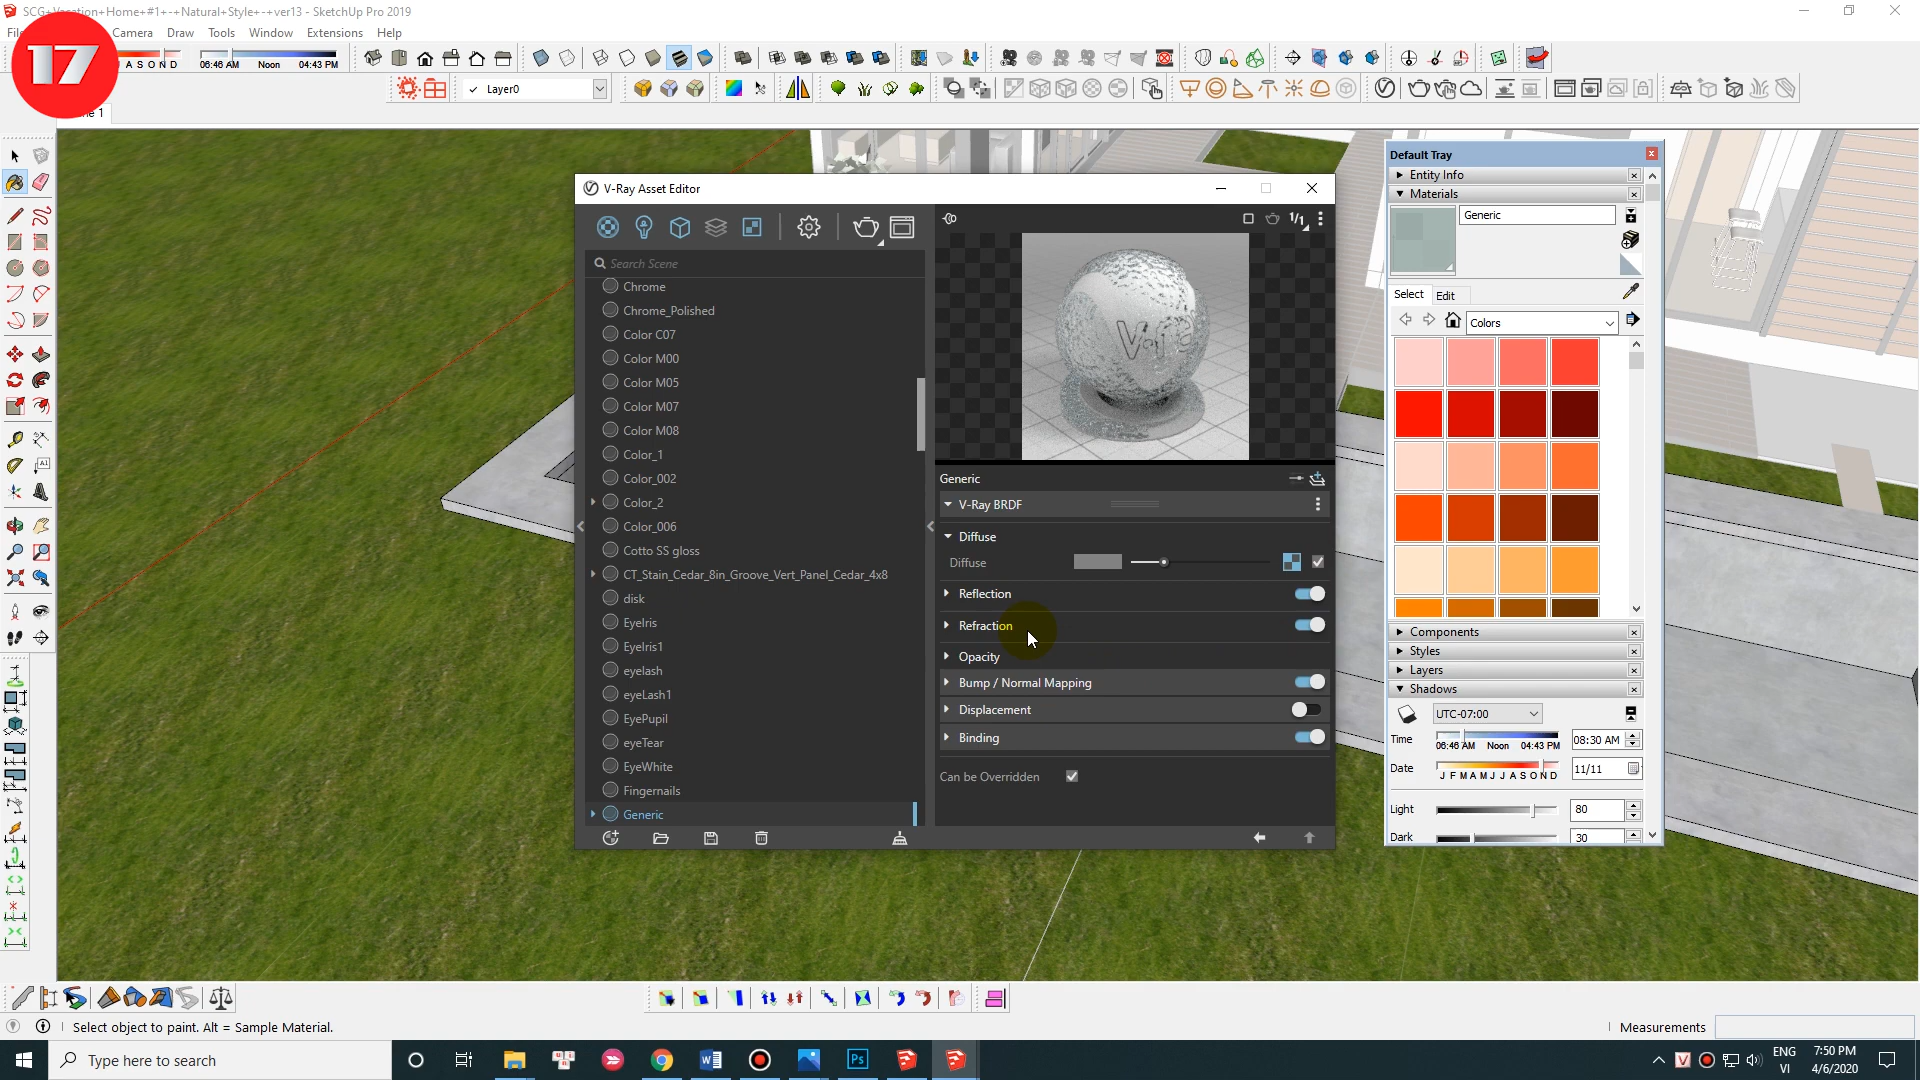 SCG+Vacation+Home+#1+-+Natural+Style+-+ver13 - SketchUp Pro 2019
Camera Draw Tools Window Extensions Help
17
A S O N D 06:46 AM Noon 04:43 PM
Layer0
V-Ray Asset Editor
Search Scene
Chrome
Chrome_Polished
Color C07
Color M00
Color M05
Color M07
Color M08
Color_1
Color_002
Color_2
Color_006
Cotto SS gloss
CT_Stain_Cedar_8in_Groove_Vert_Panel_Cedar_4x8
disk
EyeIris
EyeIris1
eyelash
eyeLash1
EyePupil
eyeTear
EyeWhite
Fingernails
Generic
1/1
Generic
V-Ray BRDF
Diffuse
Diffuse
Reflection
Refraction
Opacity
Bump / Normal Mapping
Displacement
Binding
Can be Overridden
Default Tray
Entity Info
Materials
Generic
Select Edit
Colors
Components
Styles
Layers
Shadows
UTC-07:00
Time 06:46 AM Noon 04:43 PM 08:30 AM
Date J F M A M J J A S O N D 11/11
Light 80
Dark 30
Select object to paint. Alt = Sample Material.
Measurements
Type here to search
ENG
VI
7:50 PM
4/6/2020